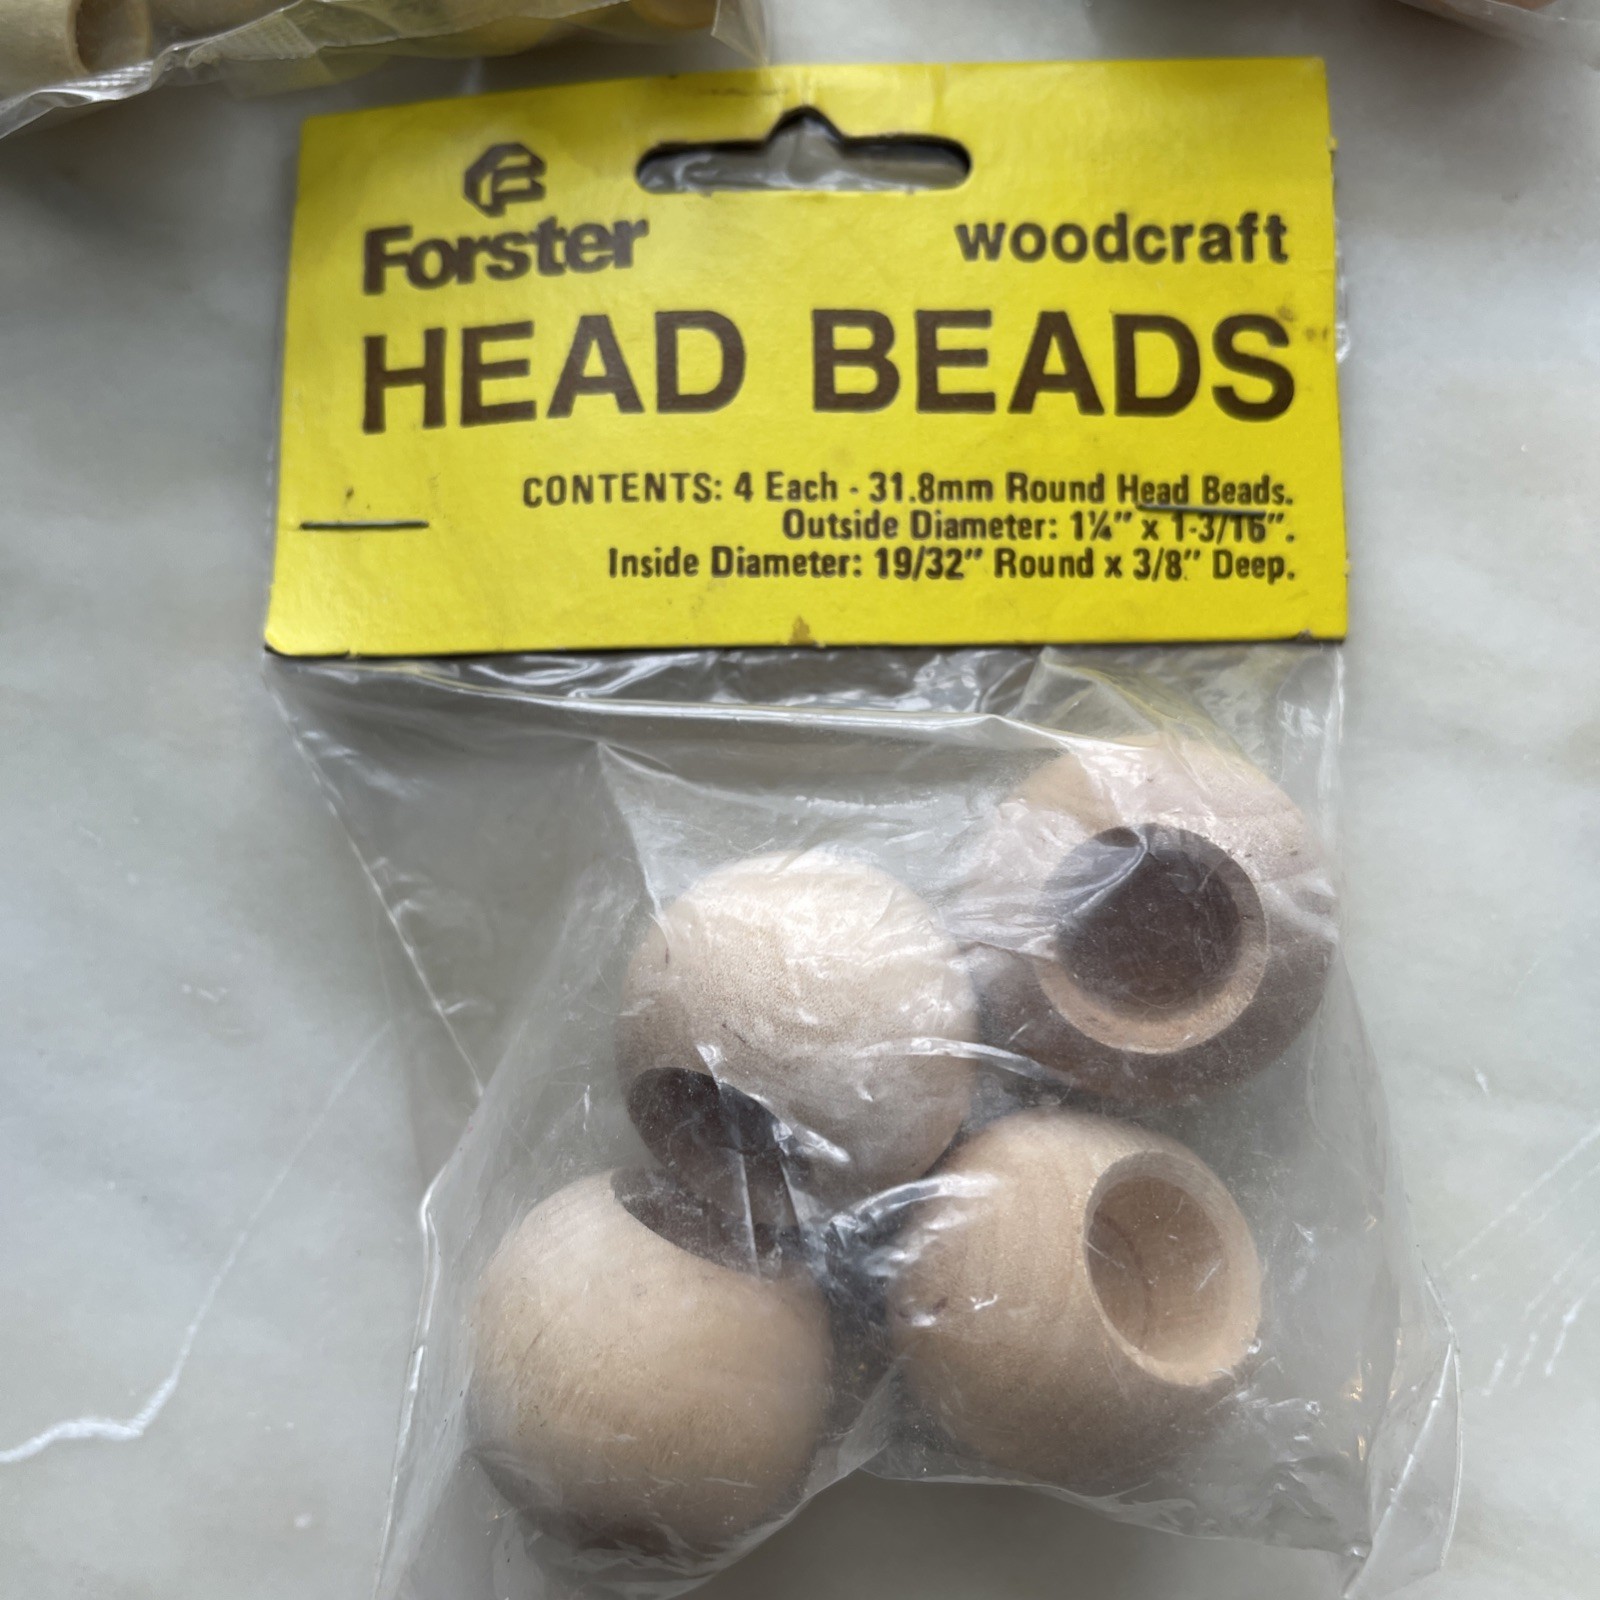 Forster
woodcraft
HEAD BEADS
CONTENTS: 4 Each - 31.8mm Round Head Beads.
Outside Diameter: 1¼" x 1-3/16".
Inside Diameter: 19/32" Round x 3/8" Deep.